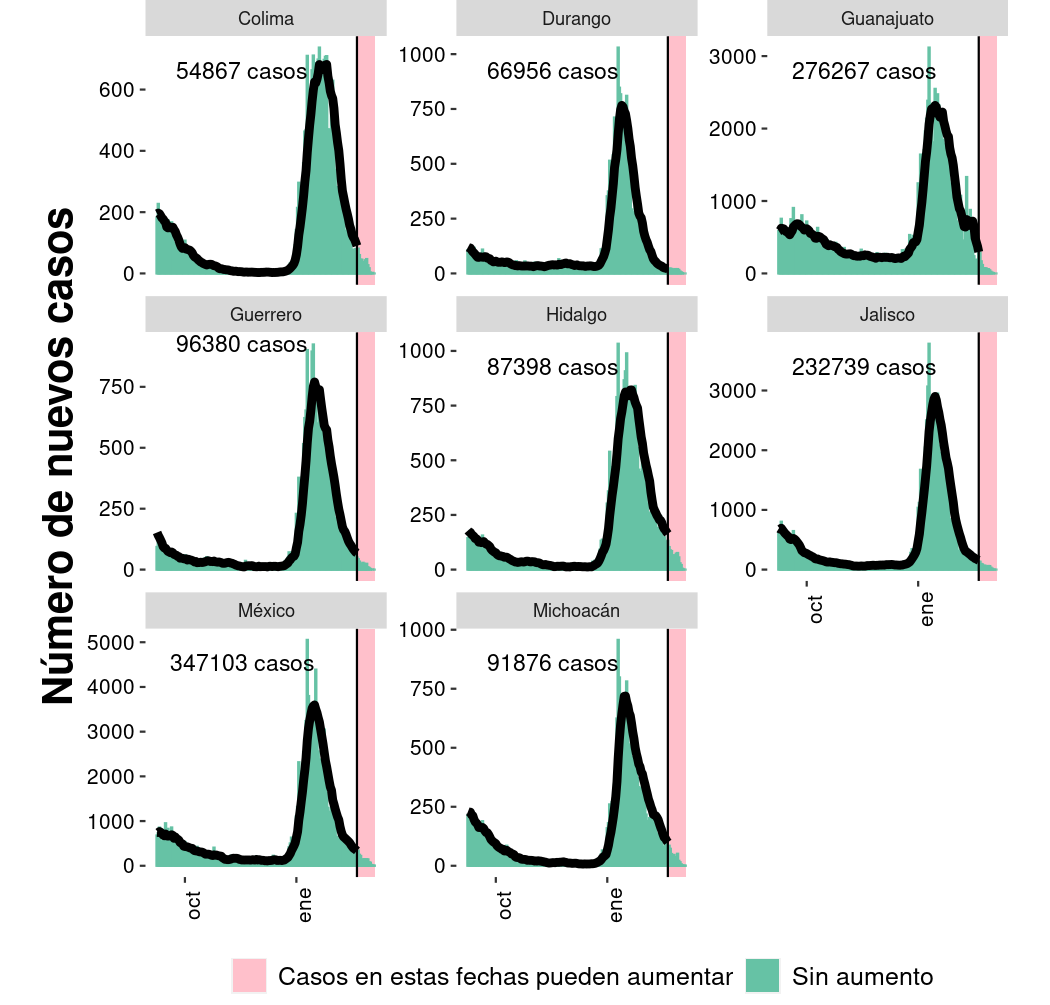 Número de nuevos casos
Colima
54867 casos
600
400
200
0
Durango
66956 casos
1000
750
500
250
0
Guanajuato
276267 casos
3000
2000
1000
0
Guerrero
96380 casos
750
500
250
0
Hidalgo
87398 casos
1000
750
500
250
0
Jalisco
232739 casos
3000
2000
1000
0
oct
ene
México
347103 casos
5000
4000
3000
2000
1000
0
oct
ene
Michoacán
91876 casos
1000
750
500
250
0
oct
ene
Casos en estas fechas pueden aumentar
Sin aumento